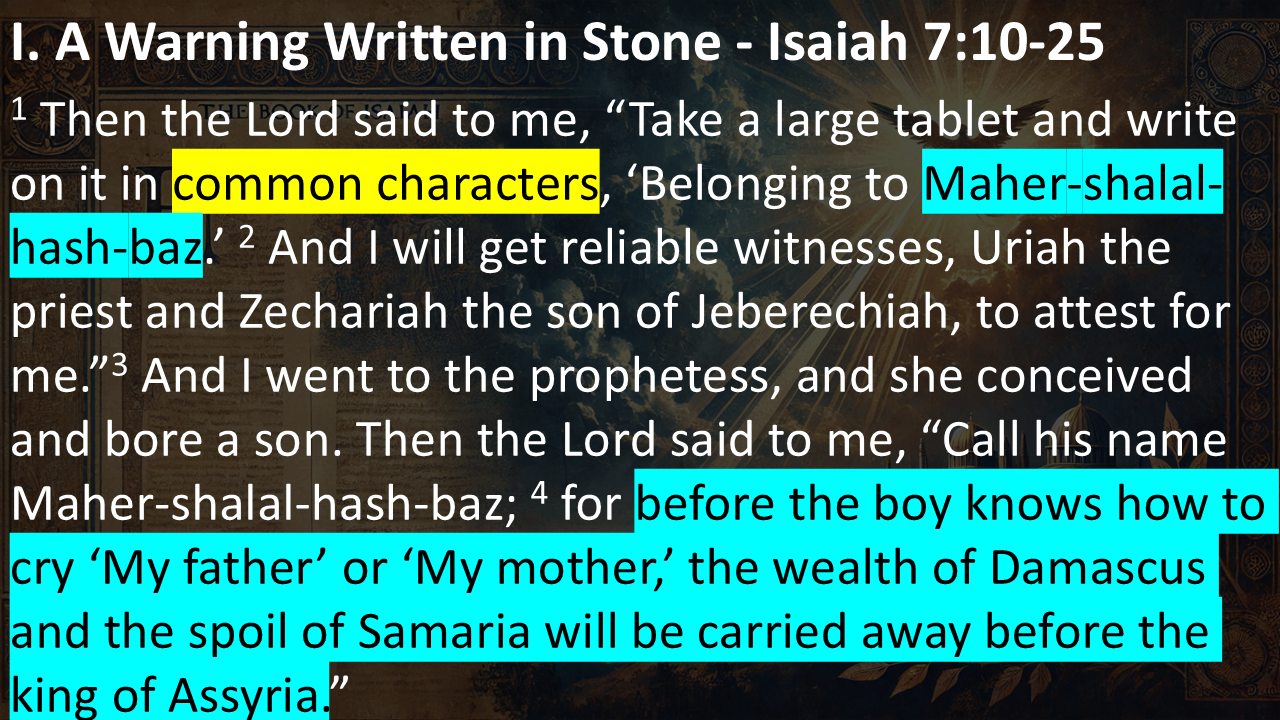 I. A Warning Written in Stone - Isaiah 7:10-25
THE BOOK OF ISAIAH
1 Then the Lord said to me, “Take a large tablet and write
on it in common characters, ‘Belonging to Maher-shalal-
hash-baz.’ 2 And I will get reliable witnesses, Uriah the
priest and Zechariah the son of Jeberechiah, to attest for
me.”3 And I went to the prophetess, and she conceived
and bore a son. Then the Lord said to me, “Call his name
Maher-shalal-hash-baz; 4 for before the boy knows how to
cry ‘My father’ or ‘My mother,’ the wealth of Damascus
and the spoil of Samaria will be carried away before the
king of Assyria.”